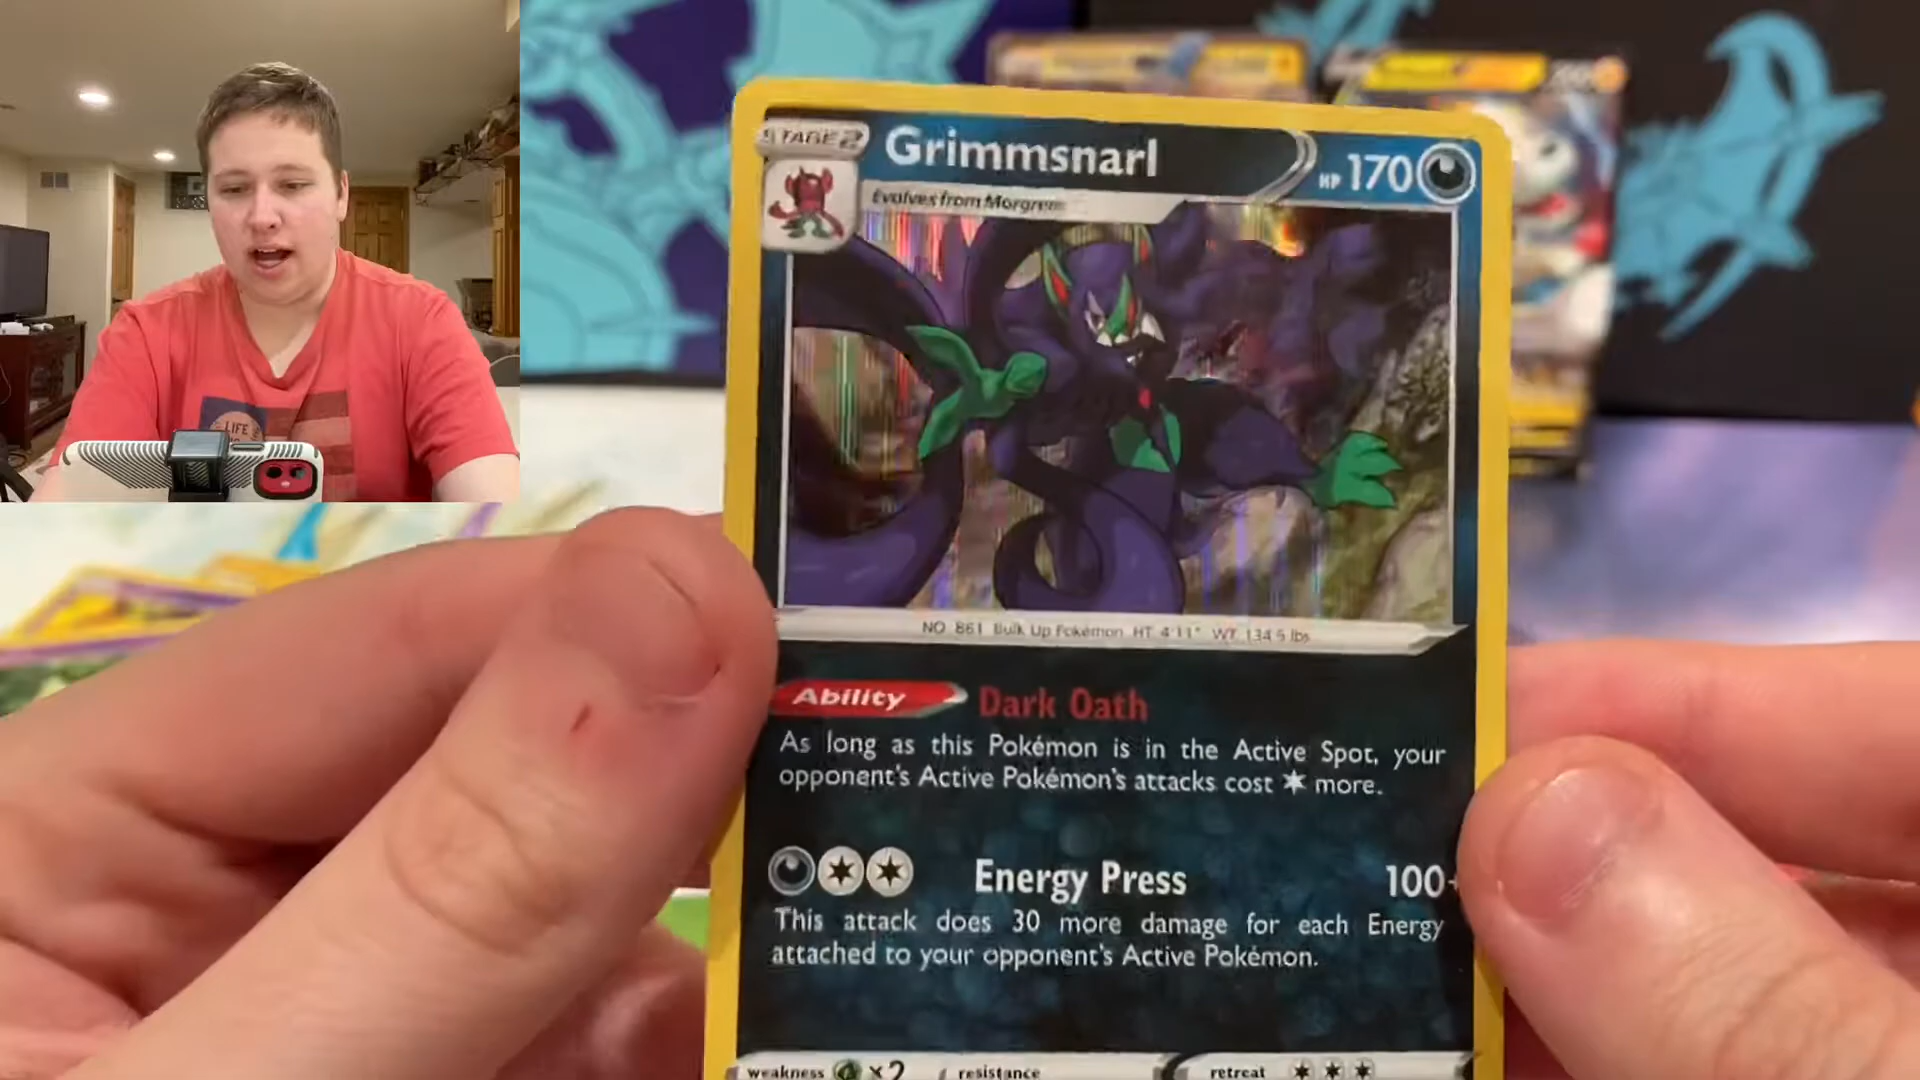 LIFE
STAGE 2
Grimmsnarl
HP 170
Evolves from Morgrem
NO. 861 Bulk Up Pokémon HT 4'11" WT 134.5 lbs
Ability Dark Oath
As long as this Pokémon is in the Active Spot, your
opponent's Active Pokémon's attacks cost ✶ more.
Energy Press 100+
This attack does 30 more damage for each Energy
attached to your opponent's Active Pokémon.
weakness ×2 resistance retreat